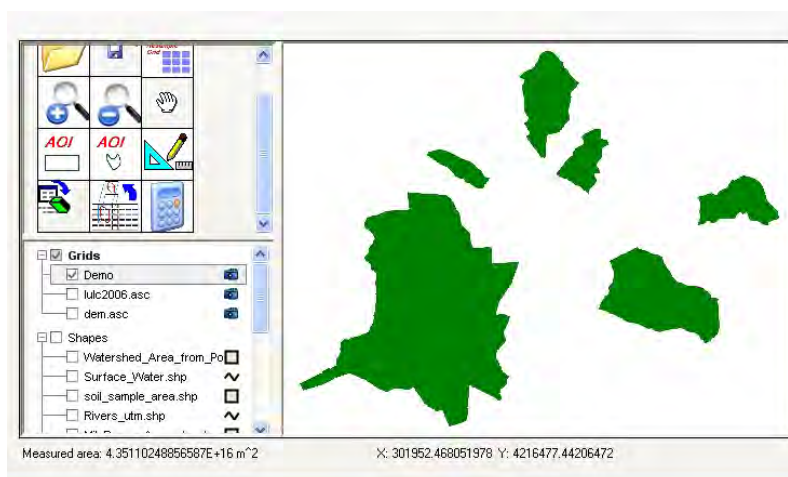 Grid
AOI AOI
Grids
Demo
lulc2006.asc
dem.asc
Shapes
Watershed_Area_from_Po
Surface_Water.shp
soil_sample_area.shp
Rivers_utm.shp
Measured area: 4.35110248856587E+16 m^2 X: 301952.468051978 Y: 4216477.44206472